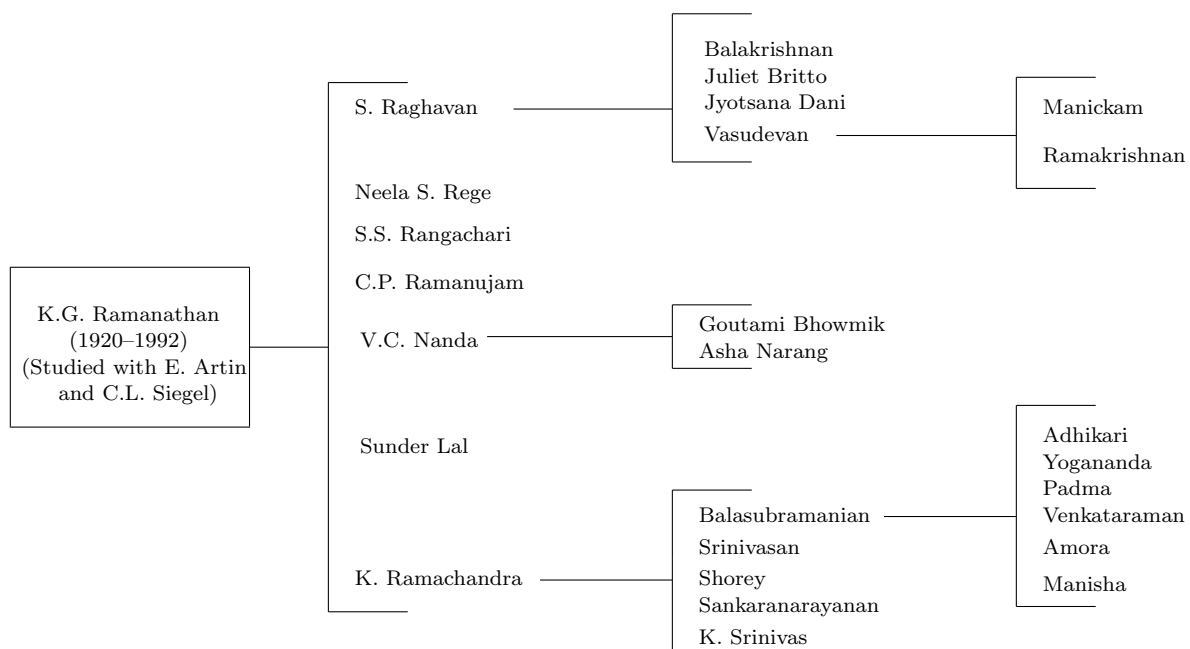 K.G. Ramanathan
(1920–1992)
(Studied with E. Artin
and C.L. Siegel)
S. Raghavan
Neela S. Rege
S.S. Rangachari
C.P. Ramanujam
V.C. Nanda
Sunder Lal
K. Ramachandra
Balakrishnan
Juliet Britto
Jyotsana Dani
Vasudevan
Goutami Bhowmik
Asha Narang
Balasubramanian
Srinivasan
Shorey
Sankaranarayanan
K. Srinivas
Manickam
Ramakrishnan
Adhikari
Yogananda
Padma
Venkataraman
Amora
Manisha